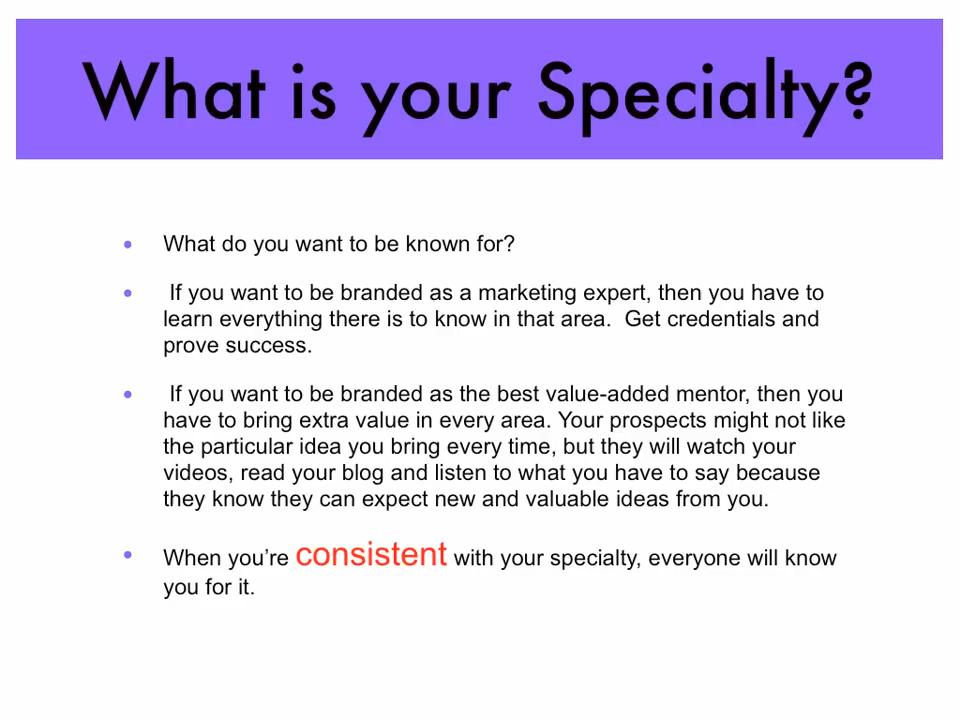 What is your Specialty?
• What do you want to be known for?
• If you want to be branded as a marketing expert, then you have to
learn everything there is to know in that area.  Get credentials and
prove success.
• If you want to be branded as the best value-added mentor, then you
have to bring extra value in every area. Your prospects might not like
the particular idea you bring every time, but they will watch your
videos, read your blog and listen to what you have to say because
they know they can expect new and valuable ideas from you.
• When you’re consistent with your specialty, everyone will know
you for it.